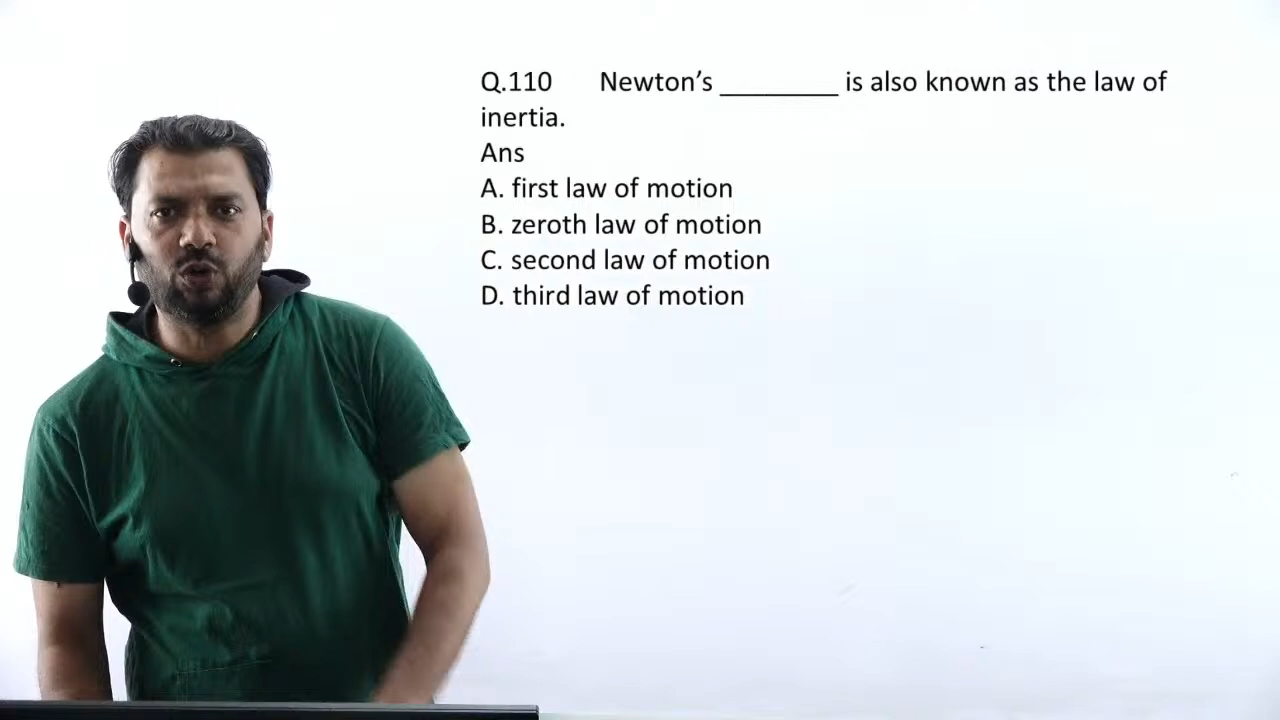 Q.110 Newton’s ________ is also known as the law of
inertia.
Ans
A. first law of motion
B. zeroth law of motion
C. second law of motion
D. third law of motion